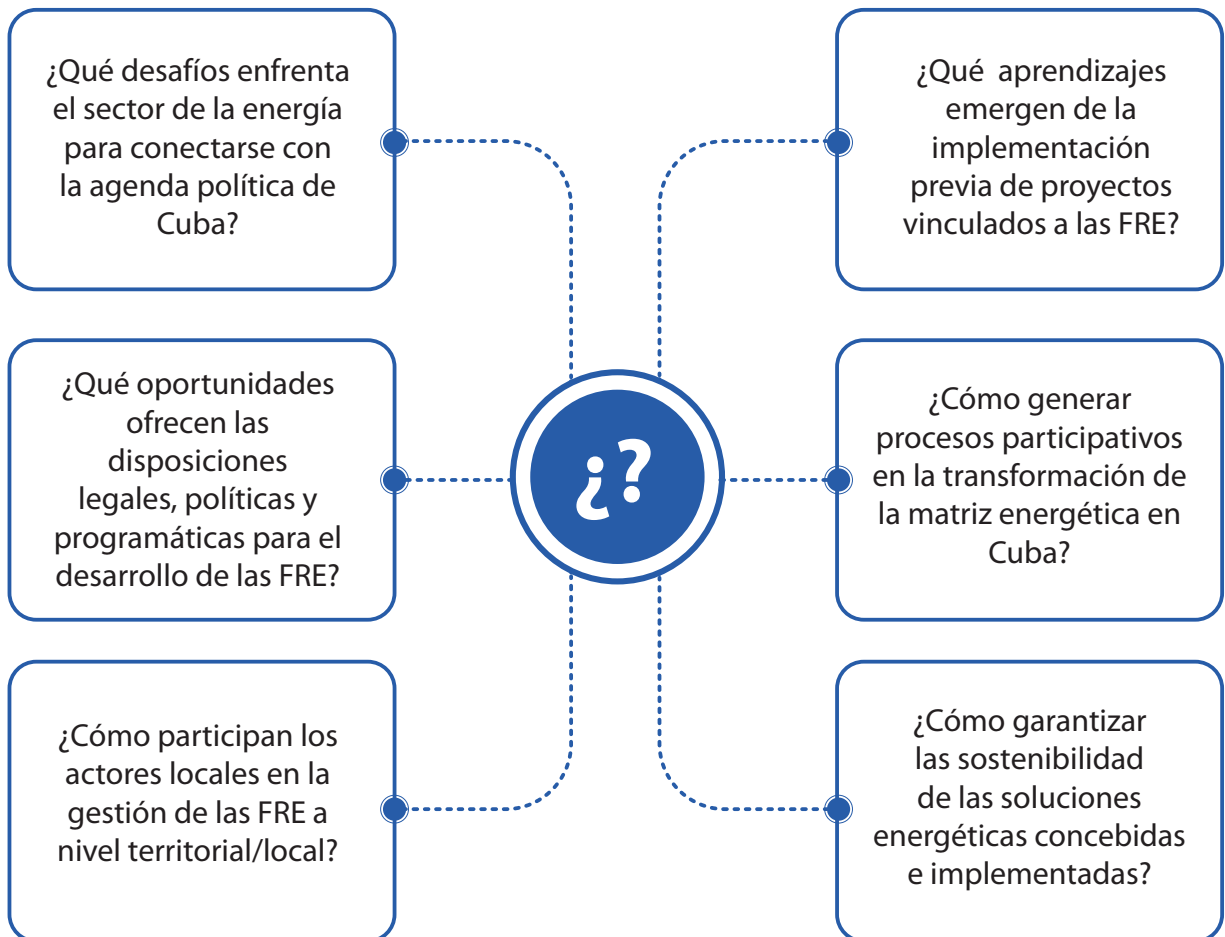 ¿Qué desafíos enfrenta
el sector de la energía
para conectarse con
la agenda política de
Cuba?
¿Qué oportunidades
ofrecen las
disposiciones
legales, políticas y
programáticas para el
desarrollo de las FRE?
¿Cómo participan los
actores locales en la
gestión de las FRE a
nivel territorial/local?
¿?
¿Qué aprendizajes
emergen de la
implementación
previa de proyectos
vinculados a las FRE?
¿Cómo generar
procesos participativos
en la transformación de
la matriz energética en
Cuba?
¿Cómo garantizar
las sostenibilidad
de las soluciones
energéticas concebidas
e implementadas?